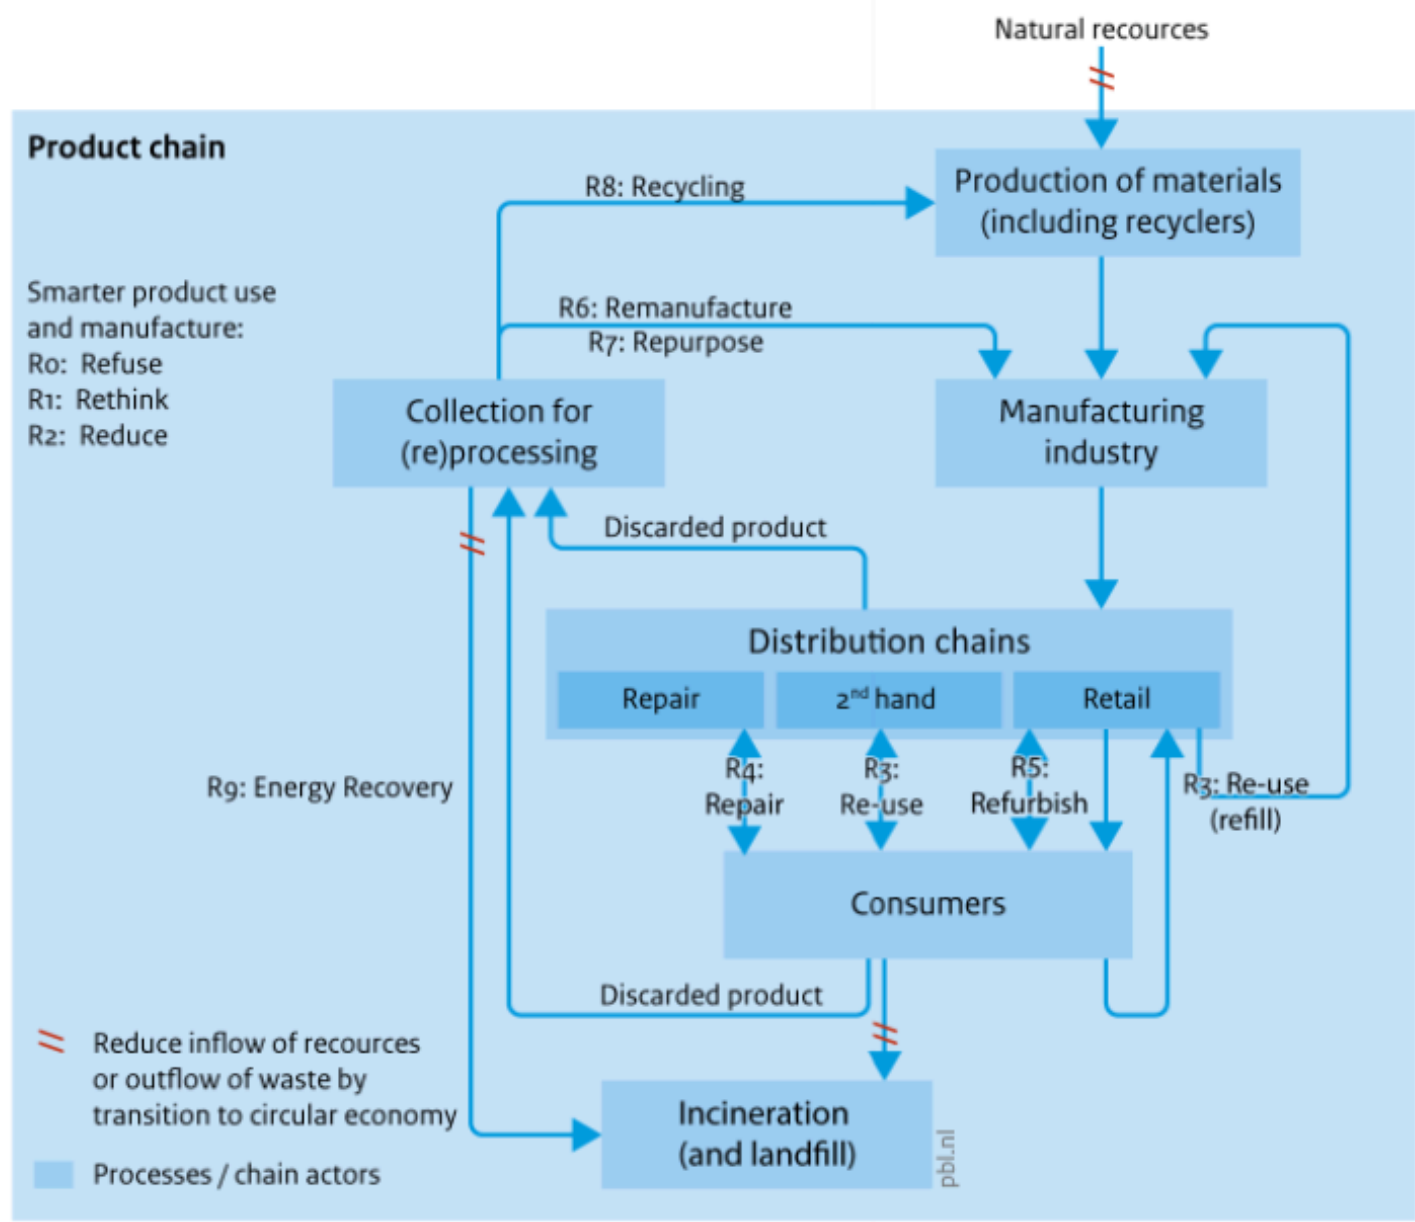 Natural recources
Product chain
R8: Recycling
Production of materials
(including recyclers)
Smarter product use
and manufacture:
R0: Refuse
R1: Rethink
R2: Reduce
R6: Remanufacture
R7: Repurpose
Collection for
(re)processing
Manufacturing
industry
Discarded product
Distribution chains
Repair
2nd hand
Retail
R4:
Repair
R3:
Re-use
R5:
Refurbish
R3: Re-use
(refill)
R9: Energy Recovery
Consumers
Discarded product
Reduce inflow of recources
or outflow of waste by
transition to circular economy
Processes / chain actors
Incineration
(and landfill)
pbl.nl